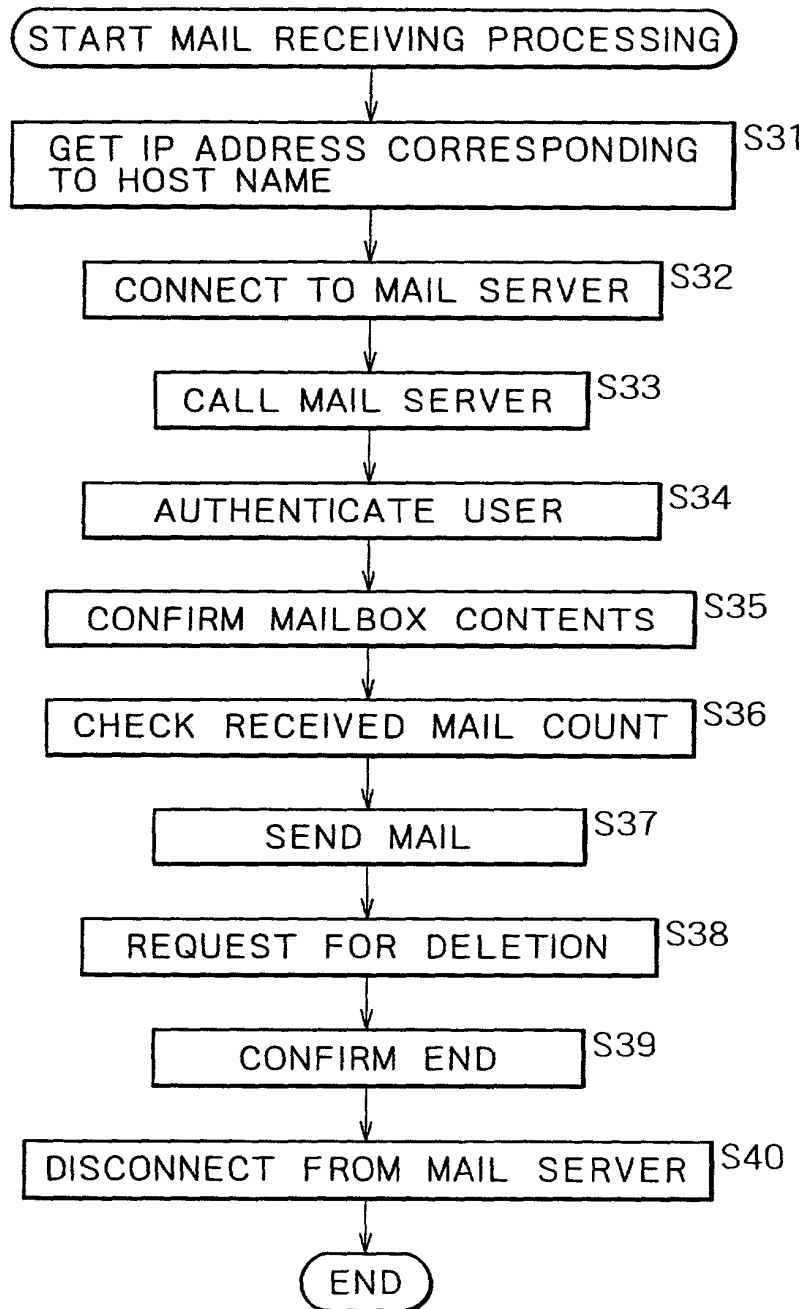 START MAIL RECEIVING PROCESSING
S31
GET IP ADDRESS CORRESPONDING
TO HOST NAME
CONNECT TO MAIL SERVER S32
CALL MAIL SERVER S33
AUTHENTICATE USER S34
CONFIRM MAILBOX CONTENTS S35
CHECK RECEIVED MAIL COUNT S36
SEND MAIL S37
REQUEST FOR DELETION S38
CONFIRM END S39
DISCONNECT FROM MAIL SERVER S40
END